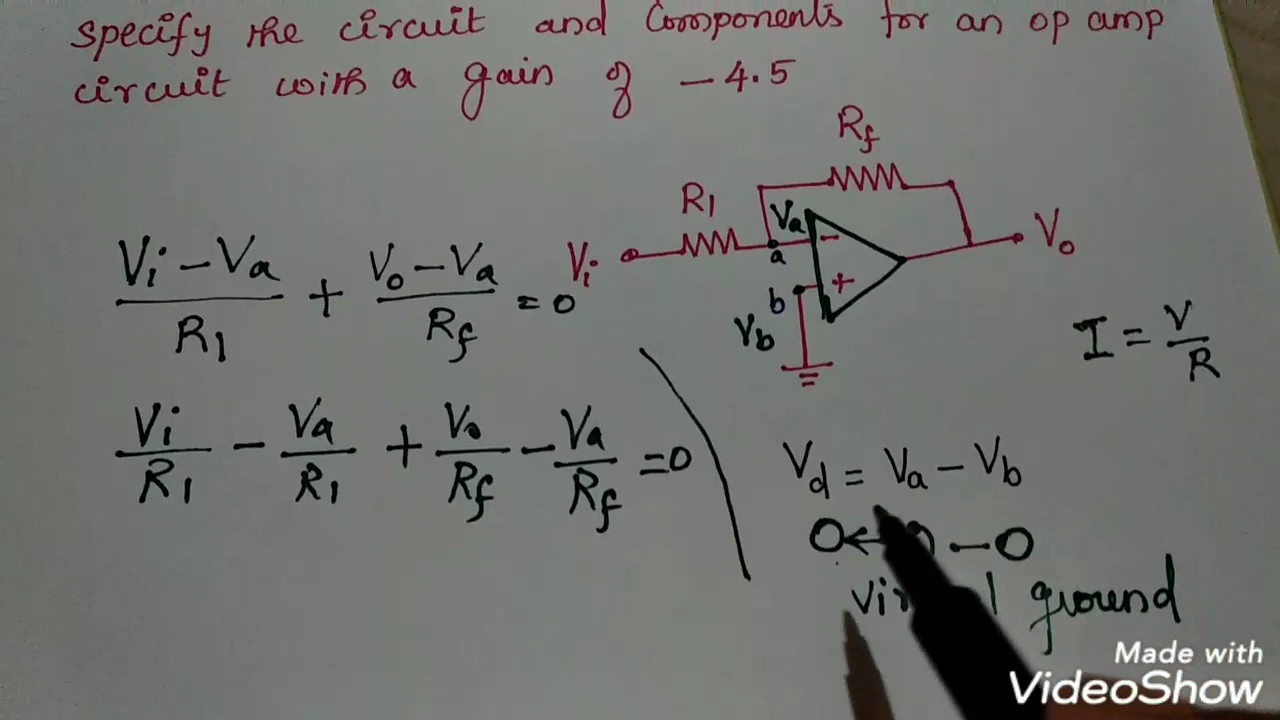 specify the circuit and components for an op amp
circuit with a gain of -4.5
Rf
R1
Va
Vi
a
-
Vo
+
b
Vb
(Vi - Va)/R1 + (Vo - Va)/Rf = 0
I = V/R
Vi/R1 - Va/R1 + Vo/Rf - Va/Rf = 0
Vd = Va - Vb
0 ← - 0
ground
Made with
VideoShow